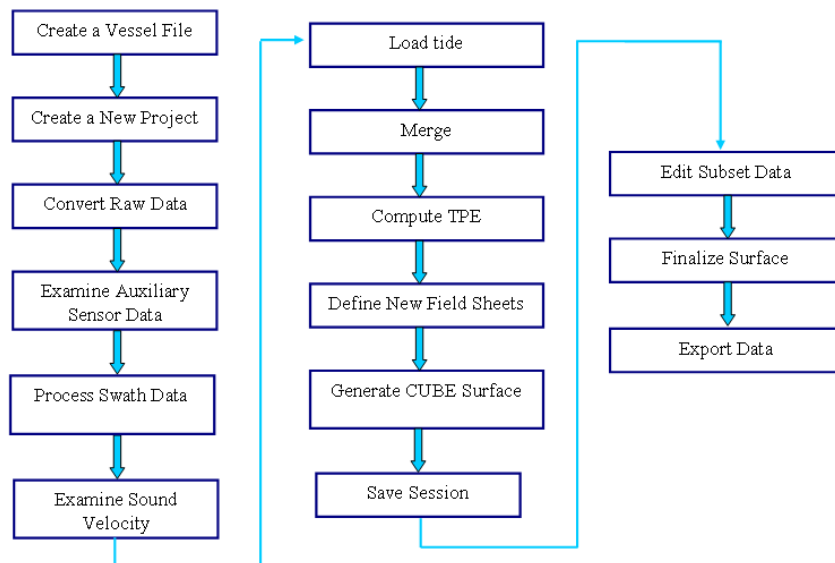 Create a Vessel File
Create a New Project
Convert Raw Data
Examine Auxiliary
Sensor Data
Process Swath Data
Examine Sound
Velocity
Load tide
Merge
Compute TPE
Define New Field Sheets
Generate CUBE Surface
Save Session
Edit Subset Data
Finalize Surface
Export Data